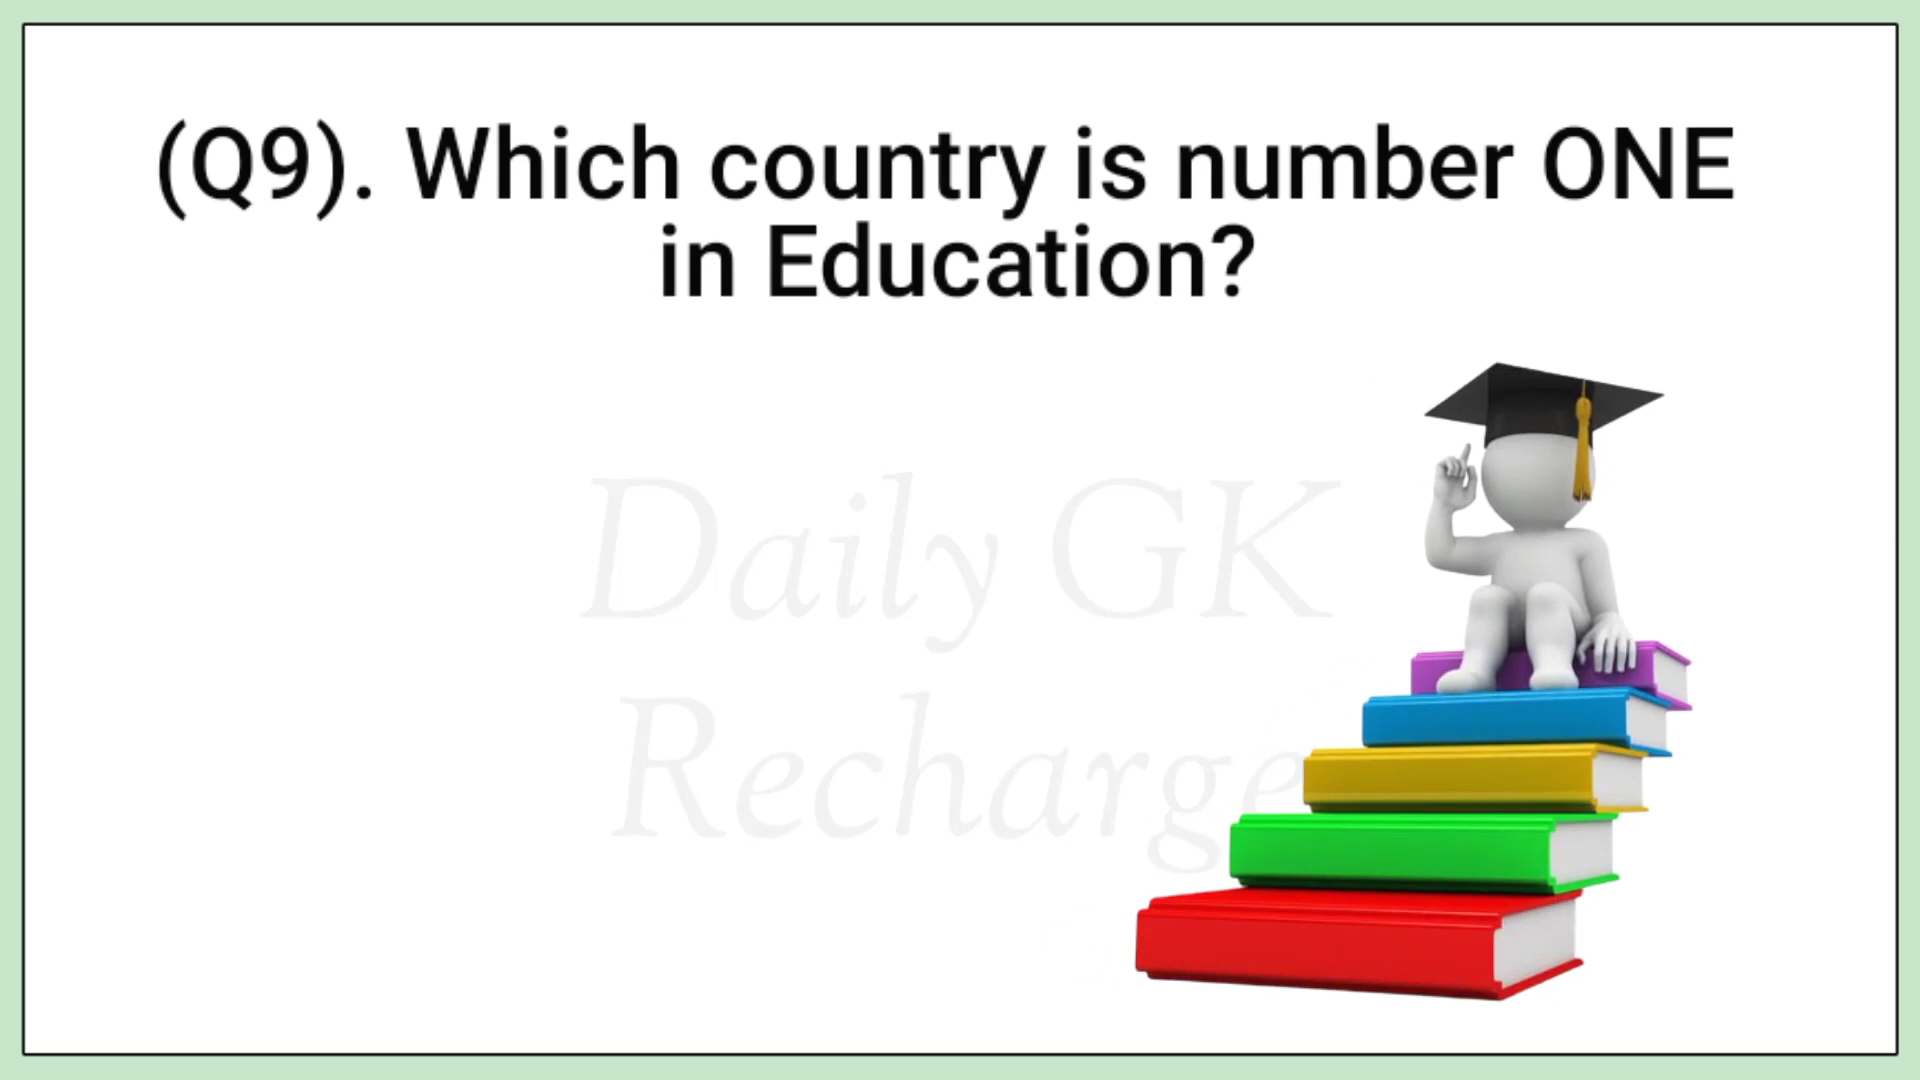 (Q9). Which country is number ONE
in Education?
Daily GK
Recharge